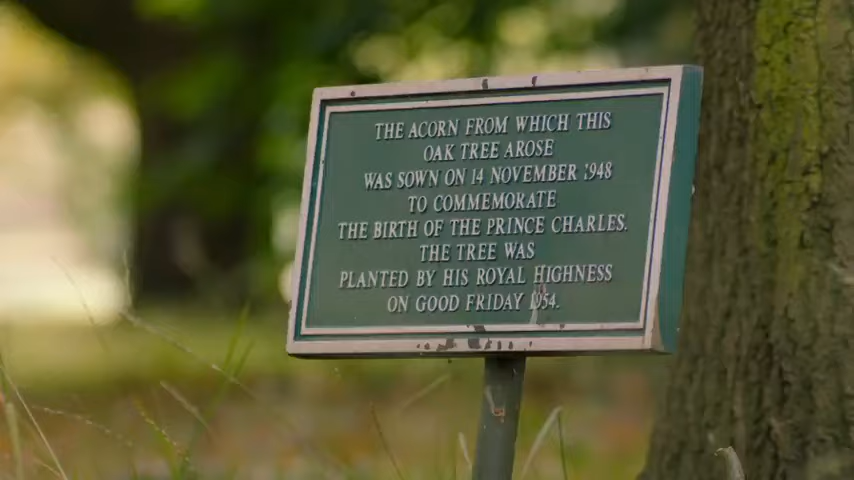 THE ACORN FROM WHICH THIS
OAK TREE AROSE
WAS SOWN ON 14 NOVEMBER 1948
TO COMMEMORATE
THE BIRTH OF THE PRINCE CHARLES.
THE TREE WAS
PLANTED BY HIS ROYAL HIGHNESS
ON GOOD FRIDAY 1954.